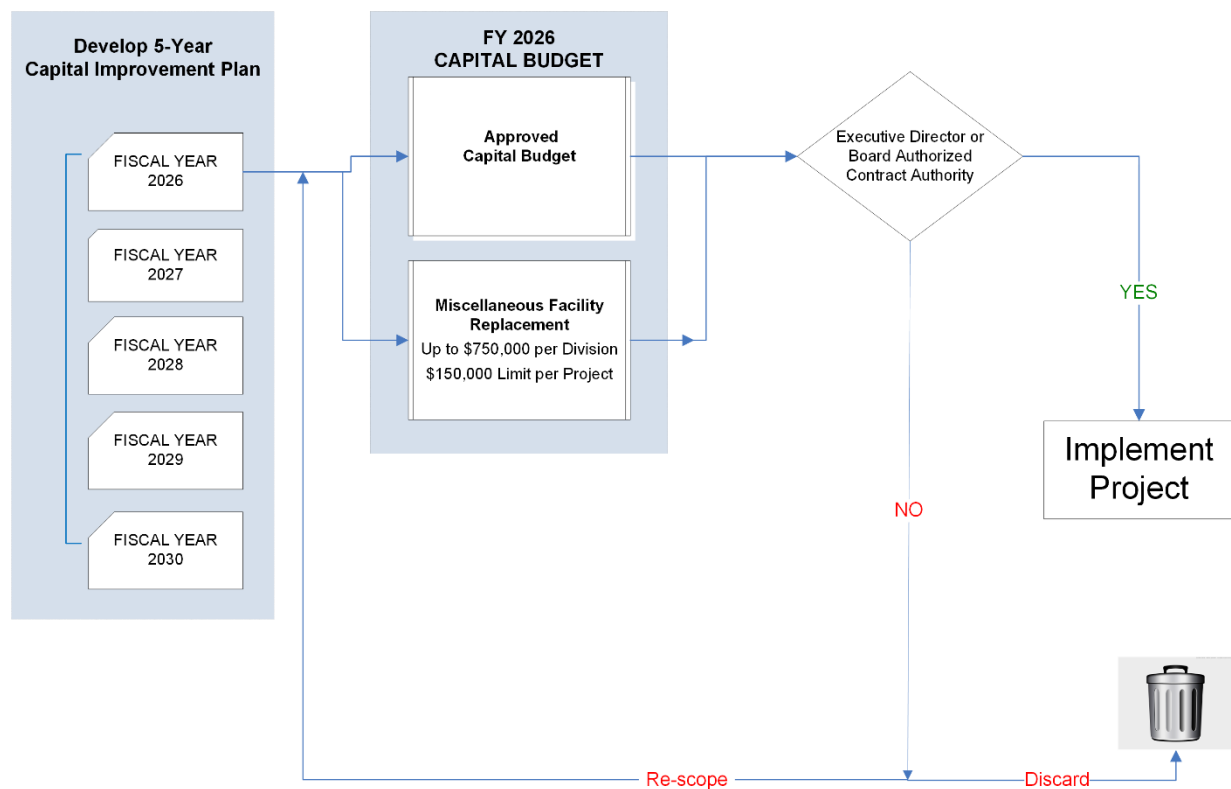 Develop 5-Year
Capital Improvement Plan
FISCAL YEAR
2026
FISCAL YEAR
2027
FISCAL YEAR
2028
FISCAL YEAR
2029
FISCAL YEAR
2030
FY 2026
CAPITAL BUDGET
Approved
Capital Budget
Miscellaneous Facility
Replacement
Up to $750,000 per Division
$150,000 Limit per Project
Executive Director or
Board Authorized
Contract Authority
YES
Implement
Project
NO
Re-scope
Discard